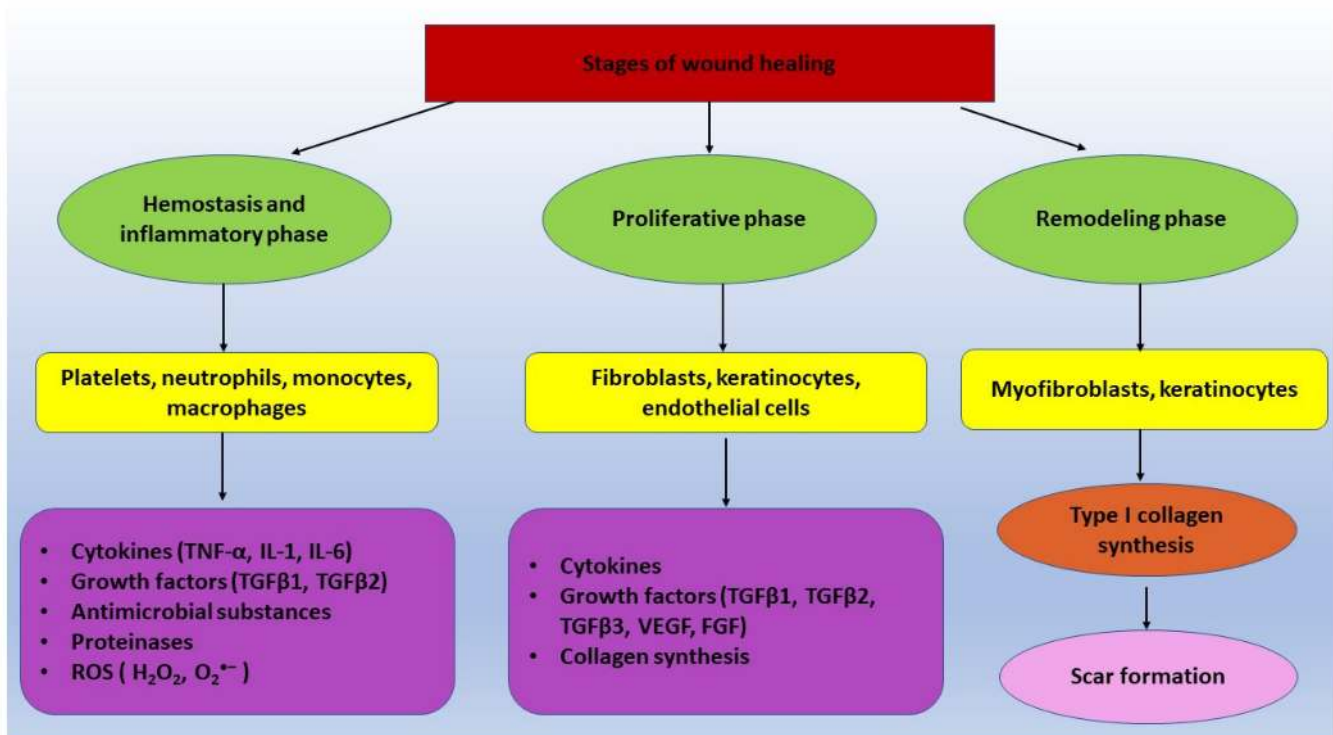 Stages of wound healing
Hemostasis and
inflammatory phase
Proliferative phase
Remodeling phase
Platelets, neutrophils, monocytes,
macrophages
Fibroblasts, keratinocytes,
endothelial cells
Myofibroblasts, keratinocytes
• Cytokines (TNF-α, IL-1, IL-6)
• Growth factors (TGFβ1, TGFβ2)
• Antimicrobial substances
• Proteinases
• ROS ( H₂O₂, O₂•⁻ )
• Cytokines
• Growth factors (TGFβ1, TGFβ2,
TGFβ3, VEGF, FGF)
• Collagen synthesis
Type I collagen
synthesis
Scar formation